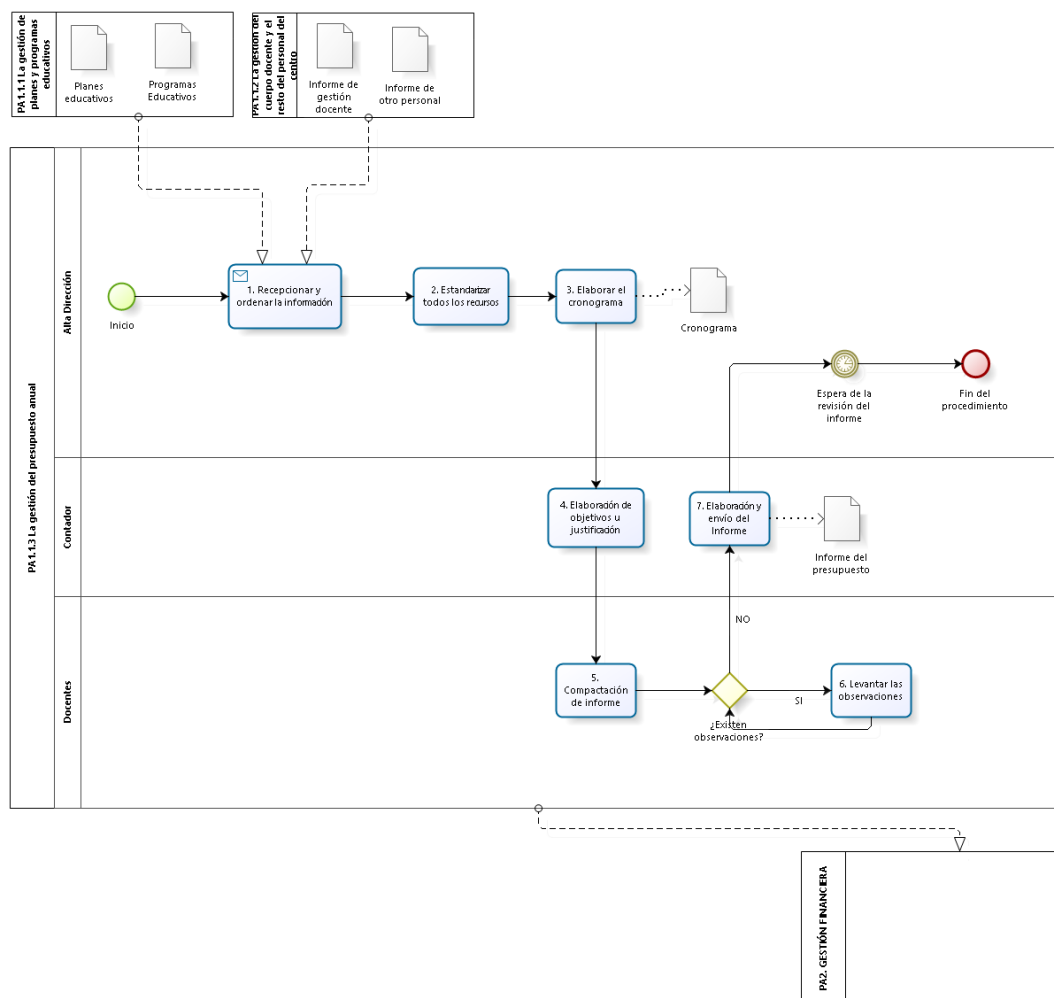 PA1.1.1 La gestión de
planes y programas
educativos
Planes
educativos
Programas
Educativos
PA1.1.2 La gestión del
cuerpo docente y el
resto del personal del
centro
Informe de
gestión
docente
Informe de
otro personal
PA1.1.3 La gestión del presupuesto anual
Alta Dirección
Inicio
1. Recepcionar y
ordenar la información
2. Estandarizar
todos los recursos
3. Elaborar el
cronograma
Cronograma
Espera de la
revisión del
informe
Fin del
procedimiento
Contador
4. Elaboración de
objetivos u
justificación
7. Elaboración y
envío del
Informe
Informe del
presupuesto
Docentes
NO
5.
Compactación
de informe
¿Existen
observaciones?
SI
6. Levantar las
observaciones
PA2. GESTIÓN FINANCIERA